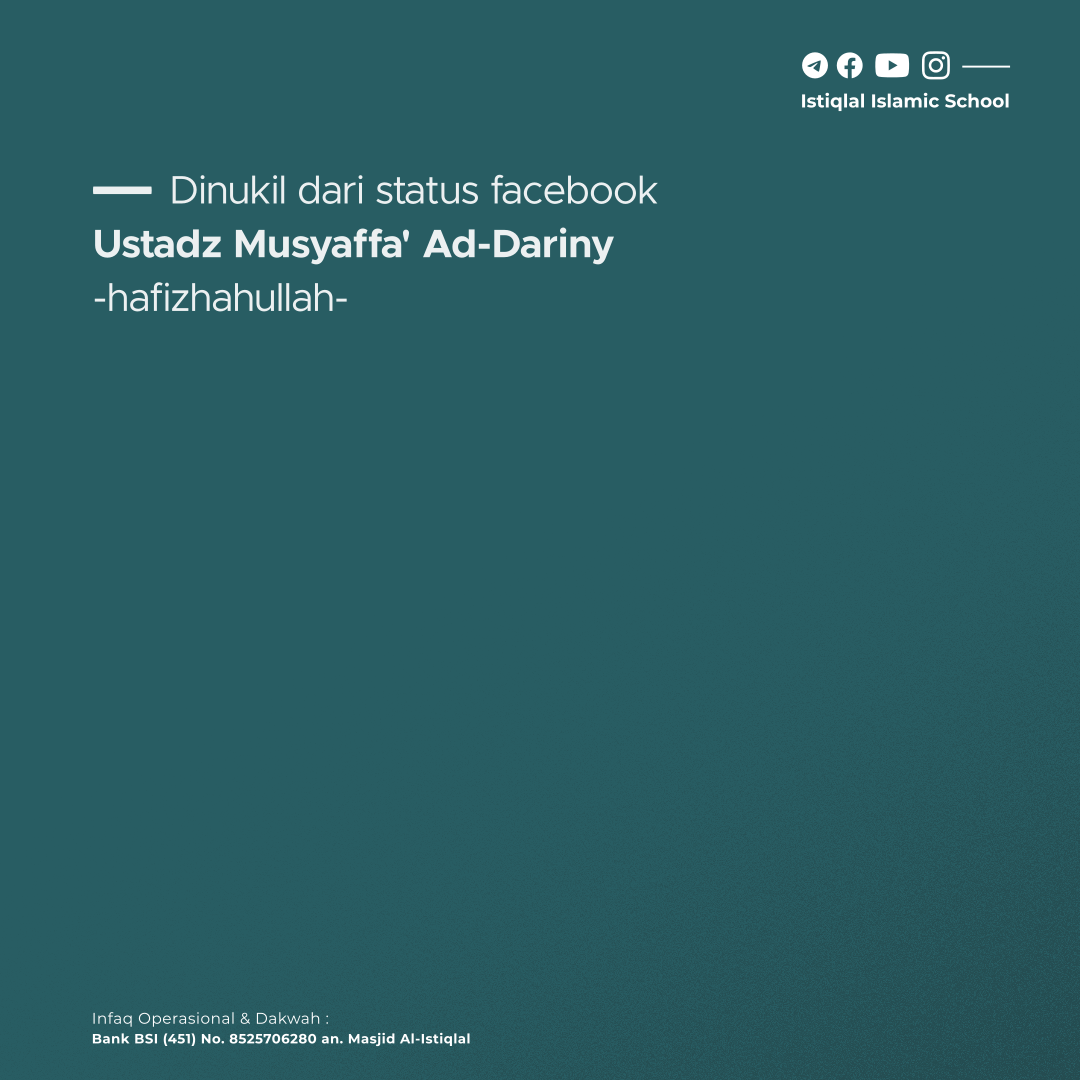 Istiqlal Islamic School
Dinukil dari status facebook
Ustadz Musyaffa' Ad-Dariny
-hafizhahullah-
Infaq Operasional & Dakwah :
Bank BSI (451) No. 8525706280 an. Masjid Al-Istiqlal